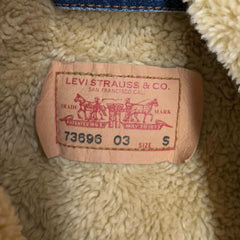 LEVI STRAUSS & CO.
SAN FRANCISCO, CAL.
TRADE MARK
73696 03 SIZE S